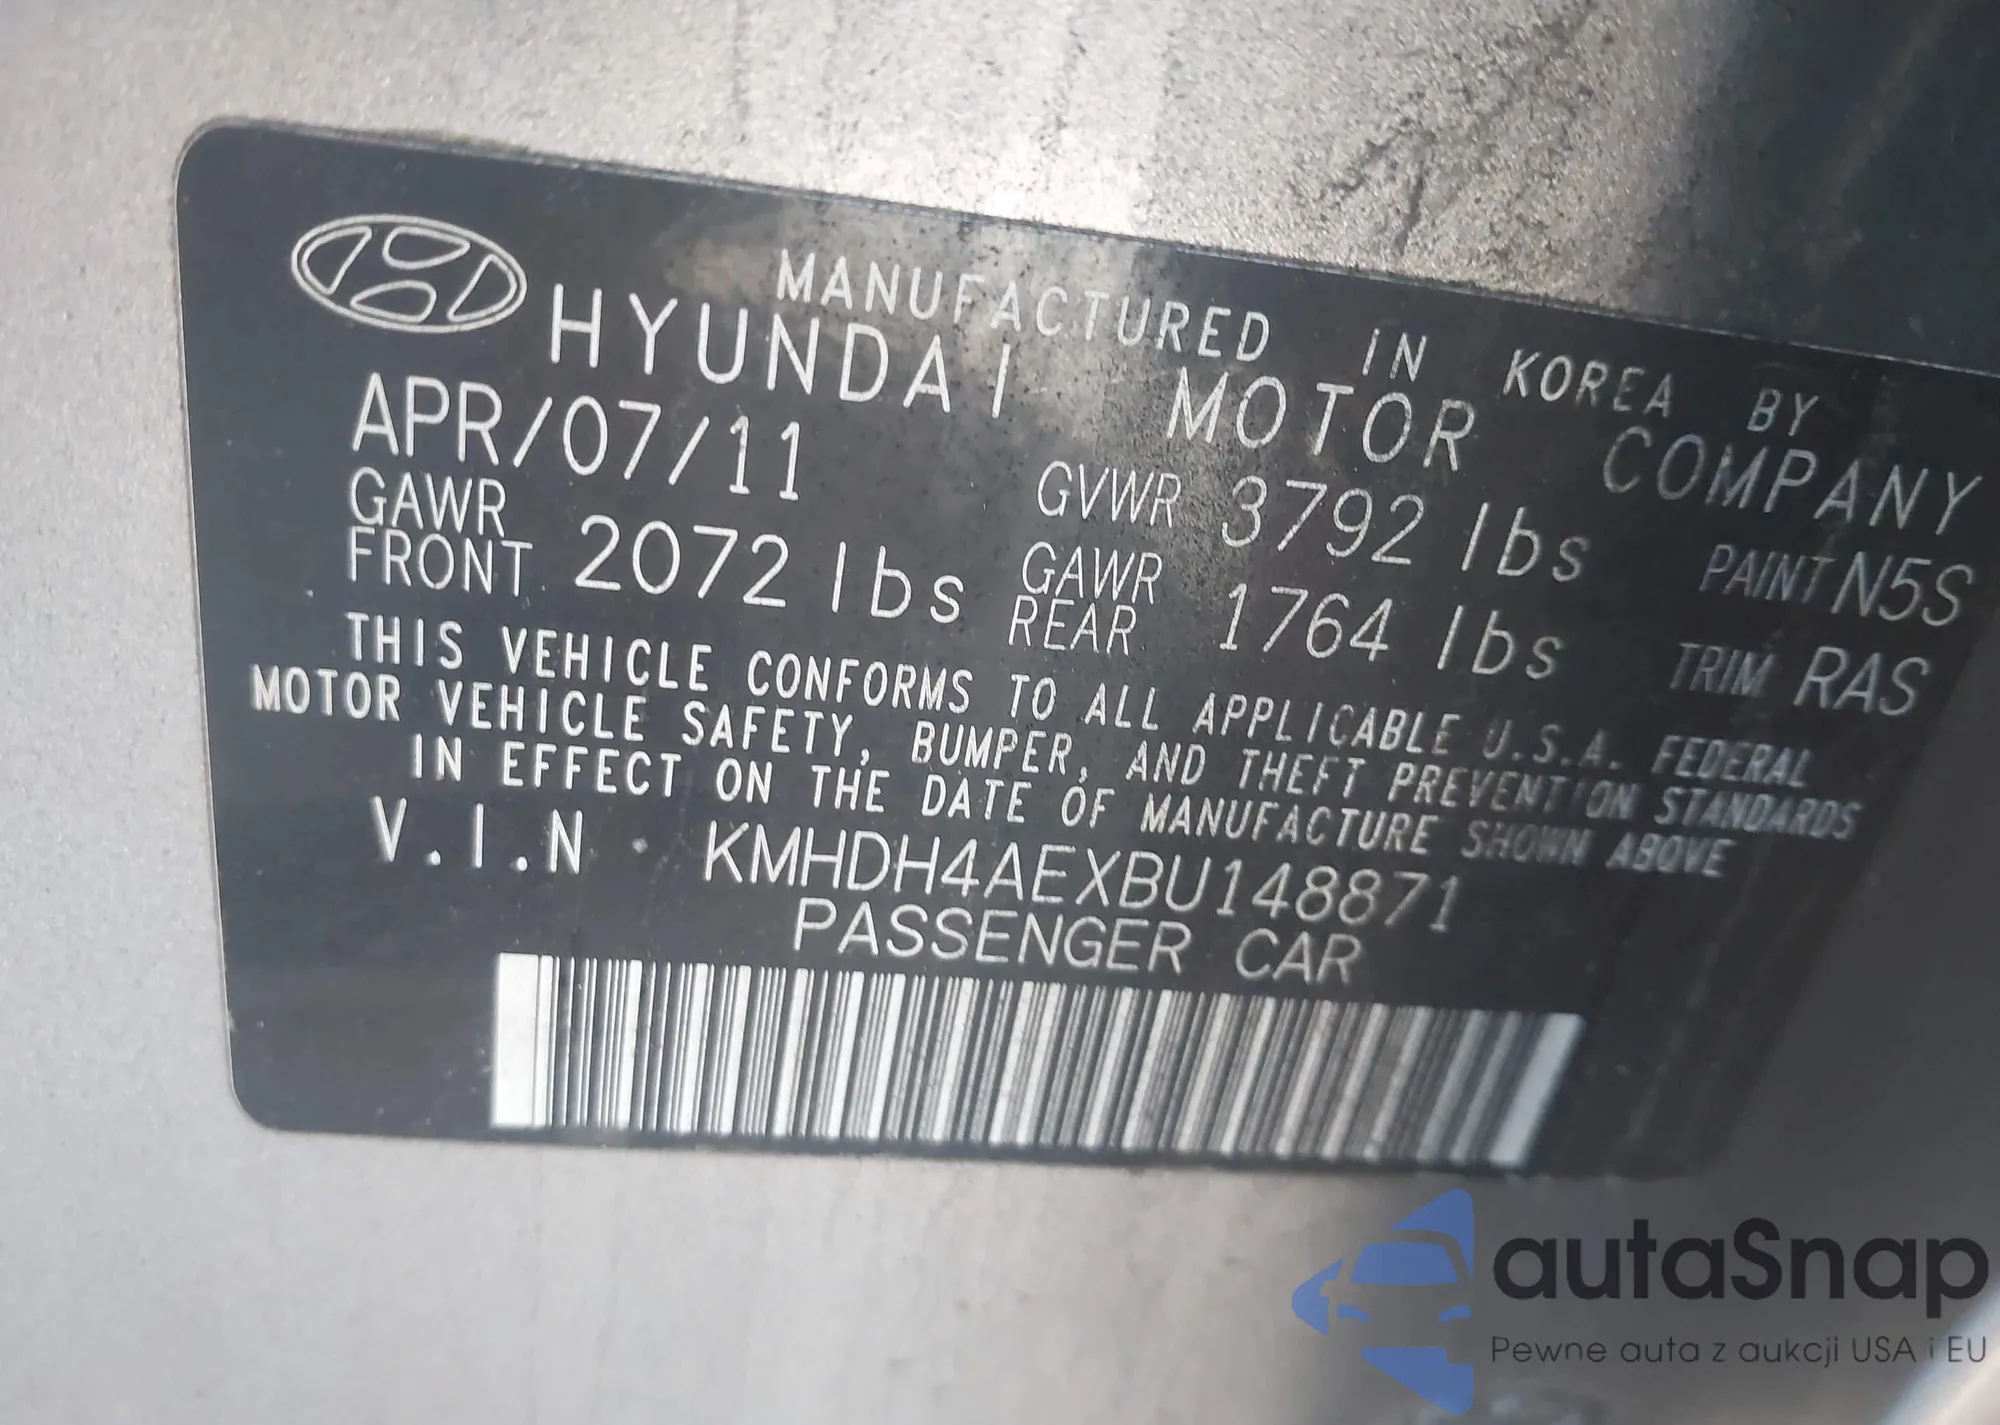 MANUFACTURED IN KOREA BY
HYUNDAI MOTOR COMPANY
APR/07/11 GVWR 3792 lbs PAINT N5S
GAWR FRONT 2072 lbs GAWR REAR 1764 lbs TRIM RAS
THIS VEHICLE CONFORMS TO ALL APPLICABLE U.S.A. FEDERAL
MOTOR VEHICLE SAFETY, BUMPER, AND THEFT PREVENTION STANDARDS
IN EFFECT ON THE DATE OF MANUFACTURE SHOWN ABOVE
V.I.N · KMHDH4AEXBU148871
PASSENGER CAR
autaSnap
Pewne auta z aukcji USA i EU